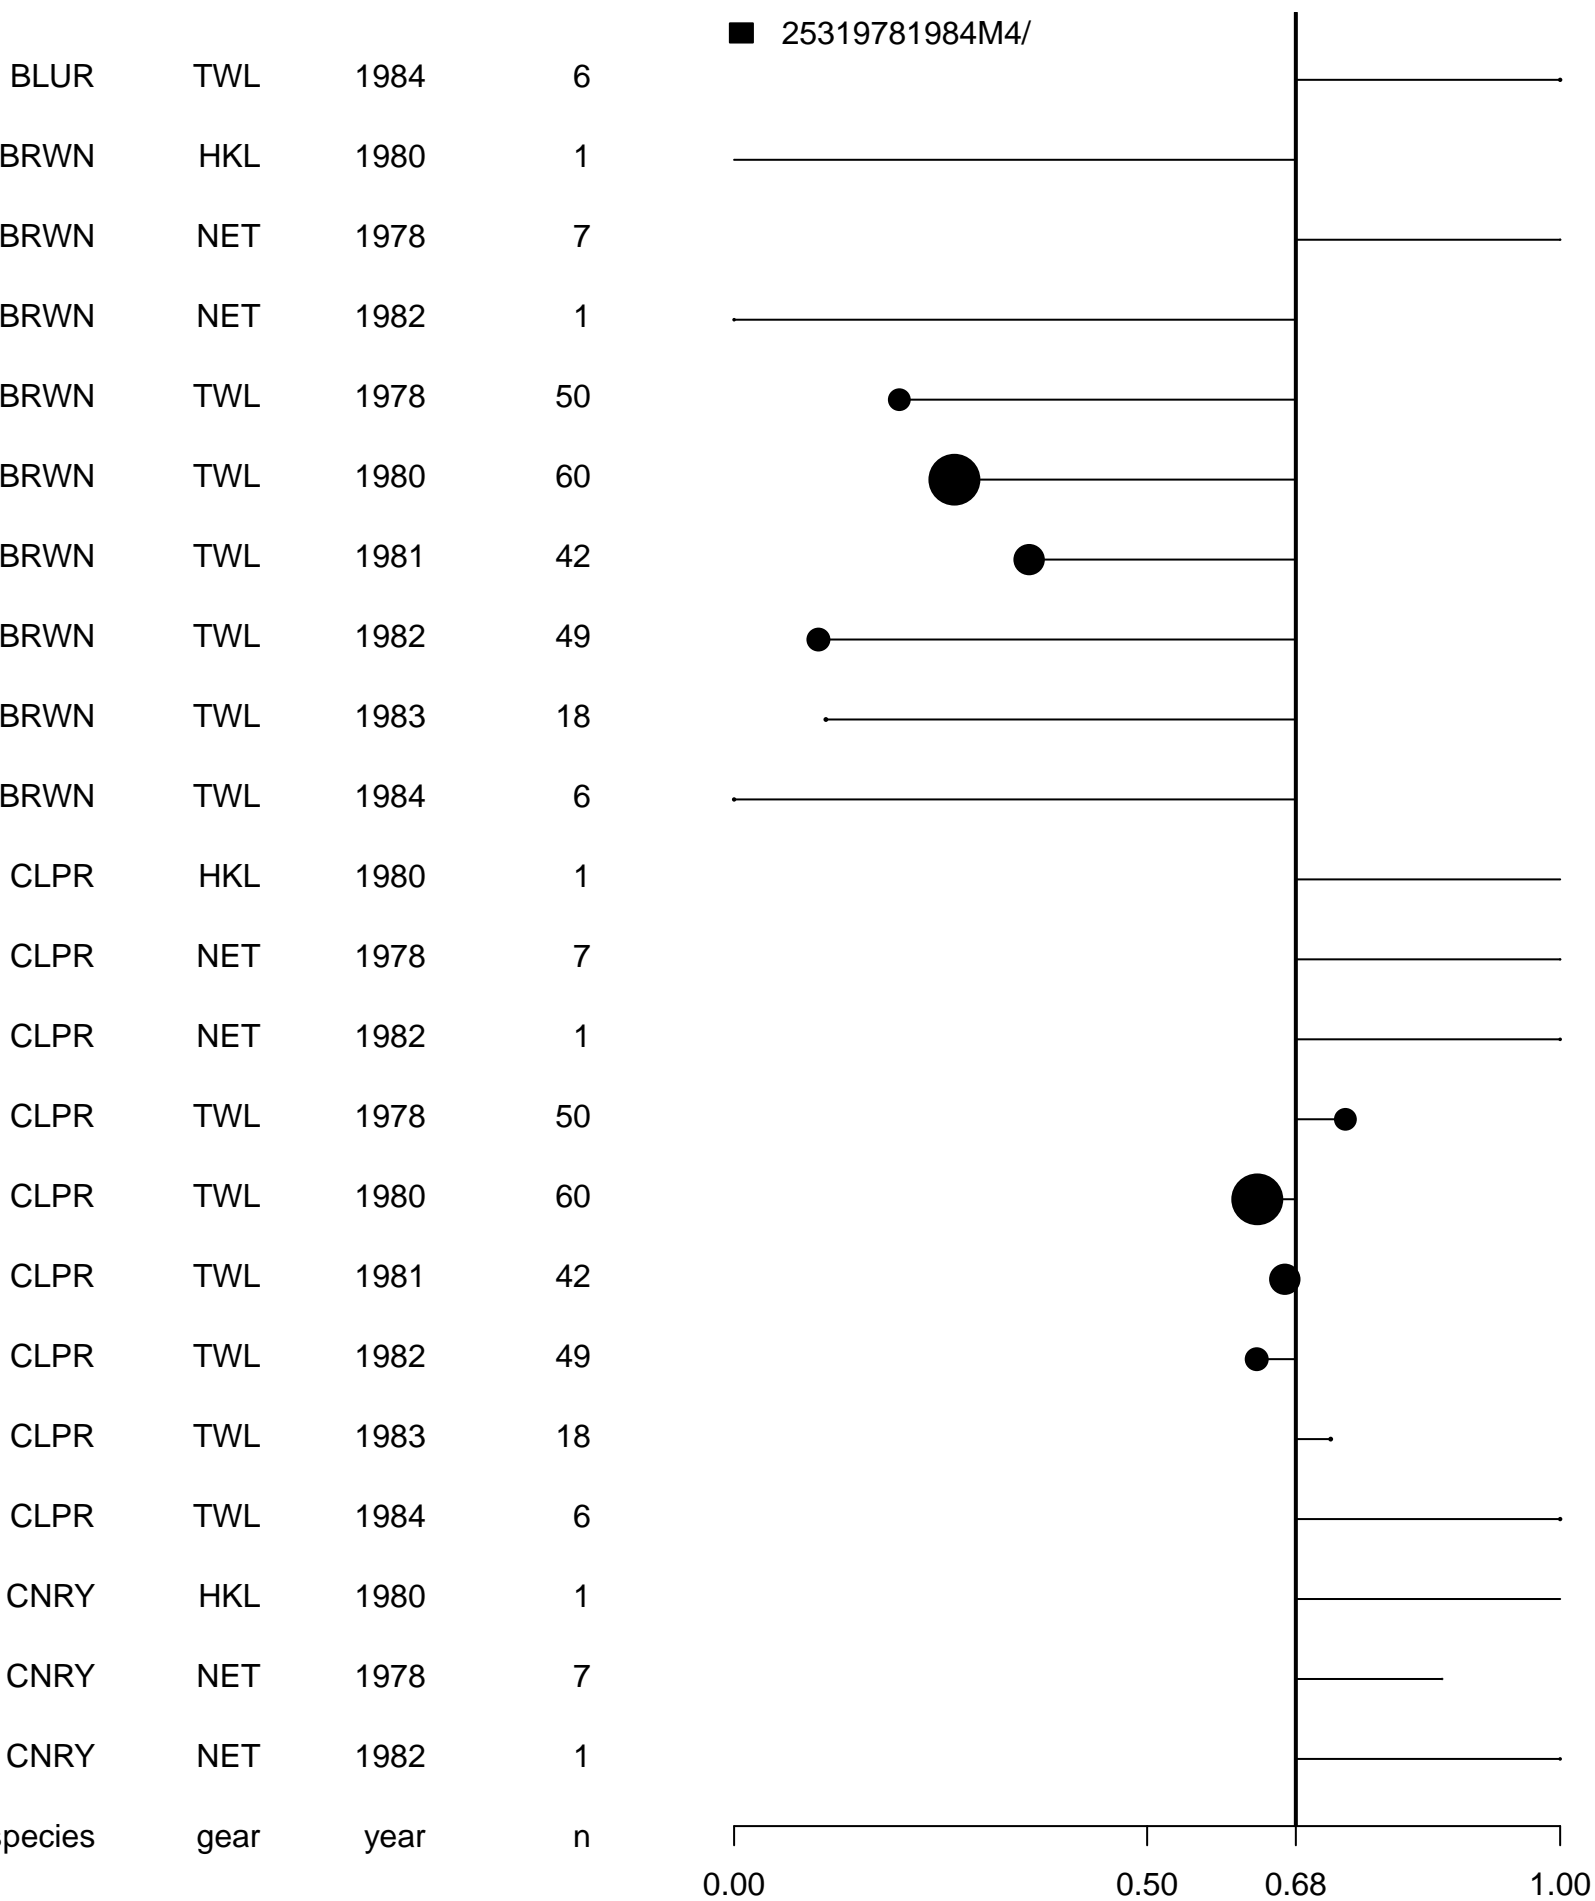 25319781984M4/
BLUR TWL 1984 6
BRWN HKL 1980 1
BRWN NET 1978 7
BRWN NET 1982 1
BRWN TWL 1978 50
BRWN TWL 1980 60
BRWN TWL 1981 42
BRWN TWL 1982 49
BRWN TWL 1983 18
BRWN TWL 1984 6
CLPR HKL 1980 1
CLPR NET 1978 7
CLPR NET 1982 1
CLPR TWL 1978 50
CLPR TWL 1980 60
CLPR TWL 1981 42
CLPR TWL 1982 49
CLPR TWL 1983 18
CLPR TWL 1984 6
CNRY HKL 1980 1
CNRY NET 1978 7
CNRY NET 1982 1
species gear year n
0.00 0.50 0.68 1.00